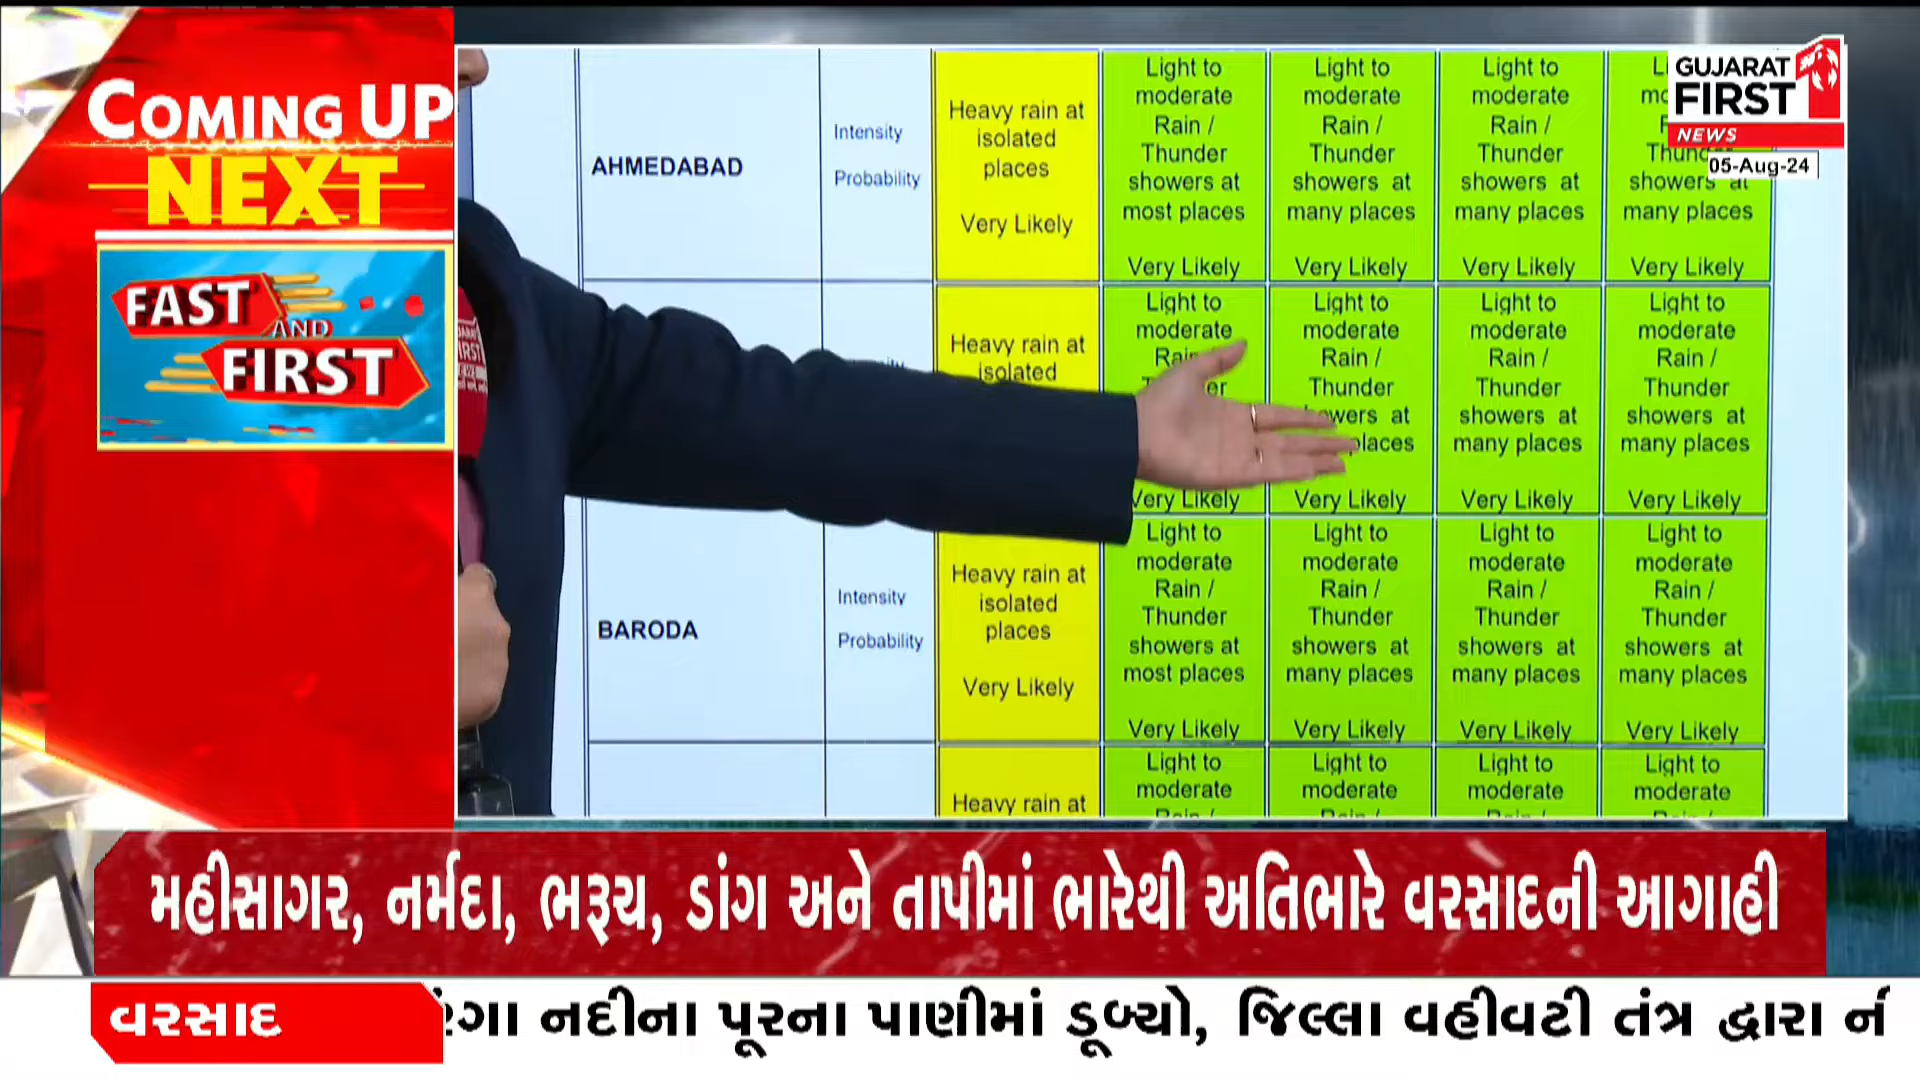 COMING UP
NEXT
FAST
AND
FIRST
GUJARAT
FIRST
NEWS
05-Aug-24
AHMEDABAD
Intensity
Probability
Heavy rain at
isolated
places
Very Likely
Light to
moderate
Rain /
Thunder
showers at
most places
Very Likely
Light to
moderate
Rain /
Thunder
showers at
many places
Very Likely
Light to
moderate
Rain /
Thunder
showers at
many places
Very Likely
showers at
many places
Very Likely
Heavy rain at
isolated
Light to
moderate
Very Likely
Light to
moderate
Rain /
Thunder
at
places
Very Likely
Light to
moderate
Rain /
Thunder
showers at
many places
Very Likely
Light to
moderate
Rain /
Thunder
showers at
many places
Very Likely
BARODA
Intensity
Probability
Heavy rain at
isolated
places
Very Likely
Light to
moderate
Rain /
Thunder
showers at
most places
Very Likely
Light to
moderate
Rain /
Thunder
showers at
many places
Very Likely
Light to
moderate
Rain /
Thunder
showers at
many places
Very Likely
Light to
moderate
Rain /
Thunder
showers at
many places
Very Likely
Heavy rain at
Light to
moderate
Light to
moderate
Light to
moderate
Light to
moderate
મહીસાગર, નર્મદા, ભરૂચ, ડાંગ અને તાપીમાં ભારેથી અતિભારે વરસાદની આગાહી
વરસાદ
નદીના પૂરના પાણીમાં ડૂબ્યો, જિલ્લા વહીવટી તંત્ર દ્વારા